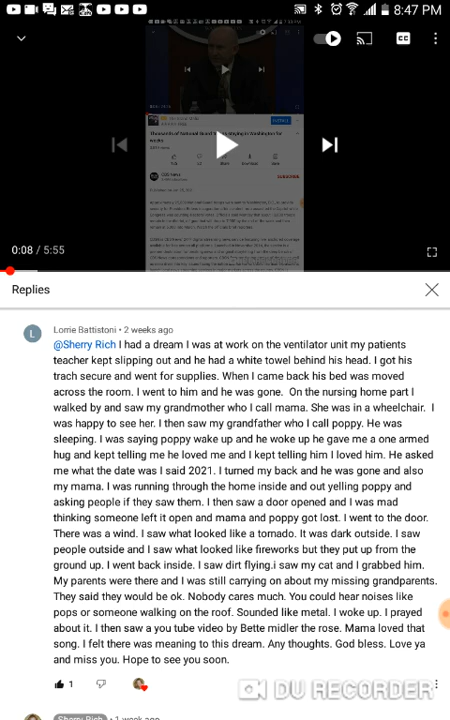 8:47 PM
CC
0:08 / 5:55
Replies
L
Lorrie Battistoni • 2 weeks ago
@Sherry Rich I had a dream I was at work on the ventilator unit my patients
teacher kept slipping out and he had a white towel behind his head. I got his
trach secure and went for supplies. When I came back his bed was moved
across the room. I went to him and he was gone.  On the nursing home part I
walked by and saw my grandmother who I call mama. She was in a wheelchair.  I
was happy to see her. I then saw my grandfather who I call poppy. He was
sleeping. I was saying poppy wake up and he woke up he gave me a one armed
hug and kept telling me he loved me and I kept telling him I loved him. He asked
me what the date was I said 2021. I turned my back and he was gone and also
my mama. I was running through the home inside and out yelling poppy and
asking people if they saw them. I then saw a door opened and I was mad
thinking someone left it open and mama and poppy got lost. I went to the door.
There was a wind. I saw what looked like a tornado. It was dark outside. I saw
people outside and I saw what looked like fireworks but they put up from the
ground up. I went back inside. I saw dirt flying.i saw my cat and I grabbed him.
My parents were there and I was still carrying on about my missing grandparents.
They said they would be ok. Nobody cares much. You could hear noises like
pops or someone walking on the roof. Sounded like metal. I woke up. I prayed
about it. I then saw a you tube video by Bette midler the rose. Mama loved that
song. I felt there was meaning to this dream. Any thoughts. God bless. Love ya
and miss you. Hope to see you soon.
1
DU RECORDER
Sherry Rich • 1 week ago